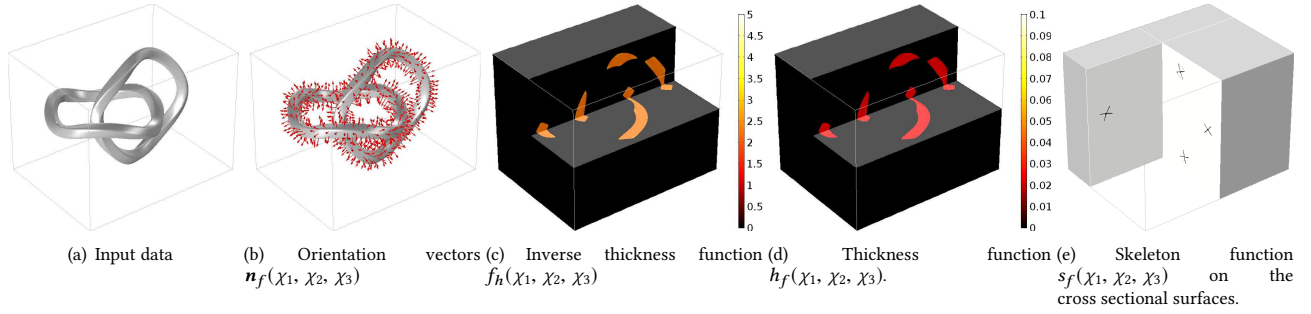 5
4.5
4
3.5
3
2.5
2
1.5
1
0.5
0
0.1
0.09
0.08
0.07
0.06
0.05
0.04
0.03
0.02
0.01
0
(a) Input data
(b) Orientation vectors
𝒏_f(χ₁, χ₂, χ₃)
(c) Inverse thickness function
f_h(χ₁, χ₂, χ₃)
(d) Thickness function
h_f(χ₁, χ₂, χ₃).
(e) Skeleton function
s_f(χ₁, χ₂, χ₃) on the
cross sectional surfaces.